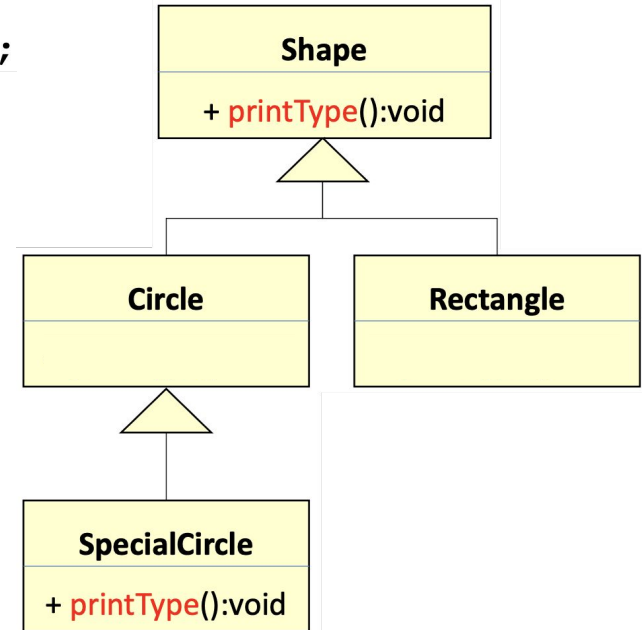 ;
Shape
+ printType():void
Circle
Rectangle
SpecialCircle
+ printType():void